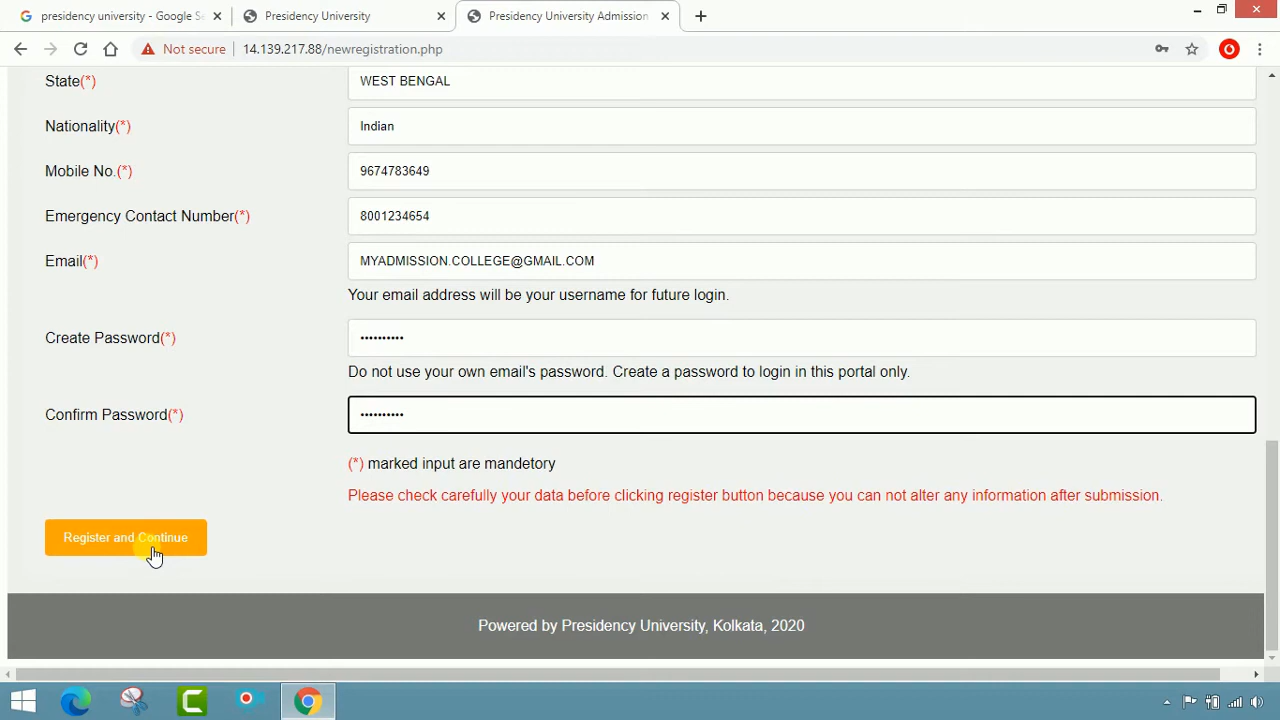 presidency university - Google Se
Presidency University
Presidency University Admission
Not secure
14.139.217.88/newregistration.php
State(*)
WEST BENGAL
Nationality(*)
Indian
Mobile No.(*)
9674783649
Emergency Contact Number(*)
8001234654
Email(*)
MYADMISSION.COLLEGE@GMAIL.COM
Your email address will be your username for future login.
Create Password(*)
••••••••••
Do not use your own email's password. Create a password to login in this portal only.
Confirm Password(*)
••••••••••
(*) marked input are mandetory
Please check carefully your data before clicking register button because you can not alter any information after submission.
Register and Continue
Powered by Presidency University, Kolkata, 2020